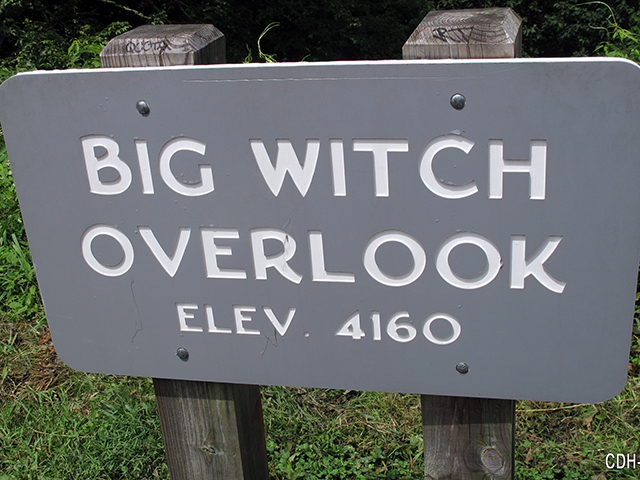 BIG WITCH
OVERLOOK
ELEV. 4160
CDH-